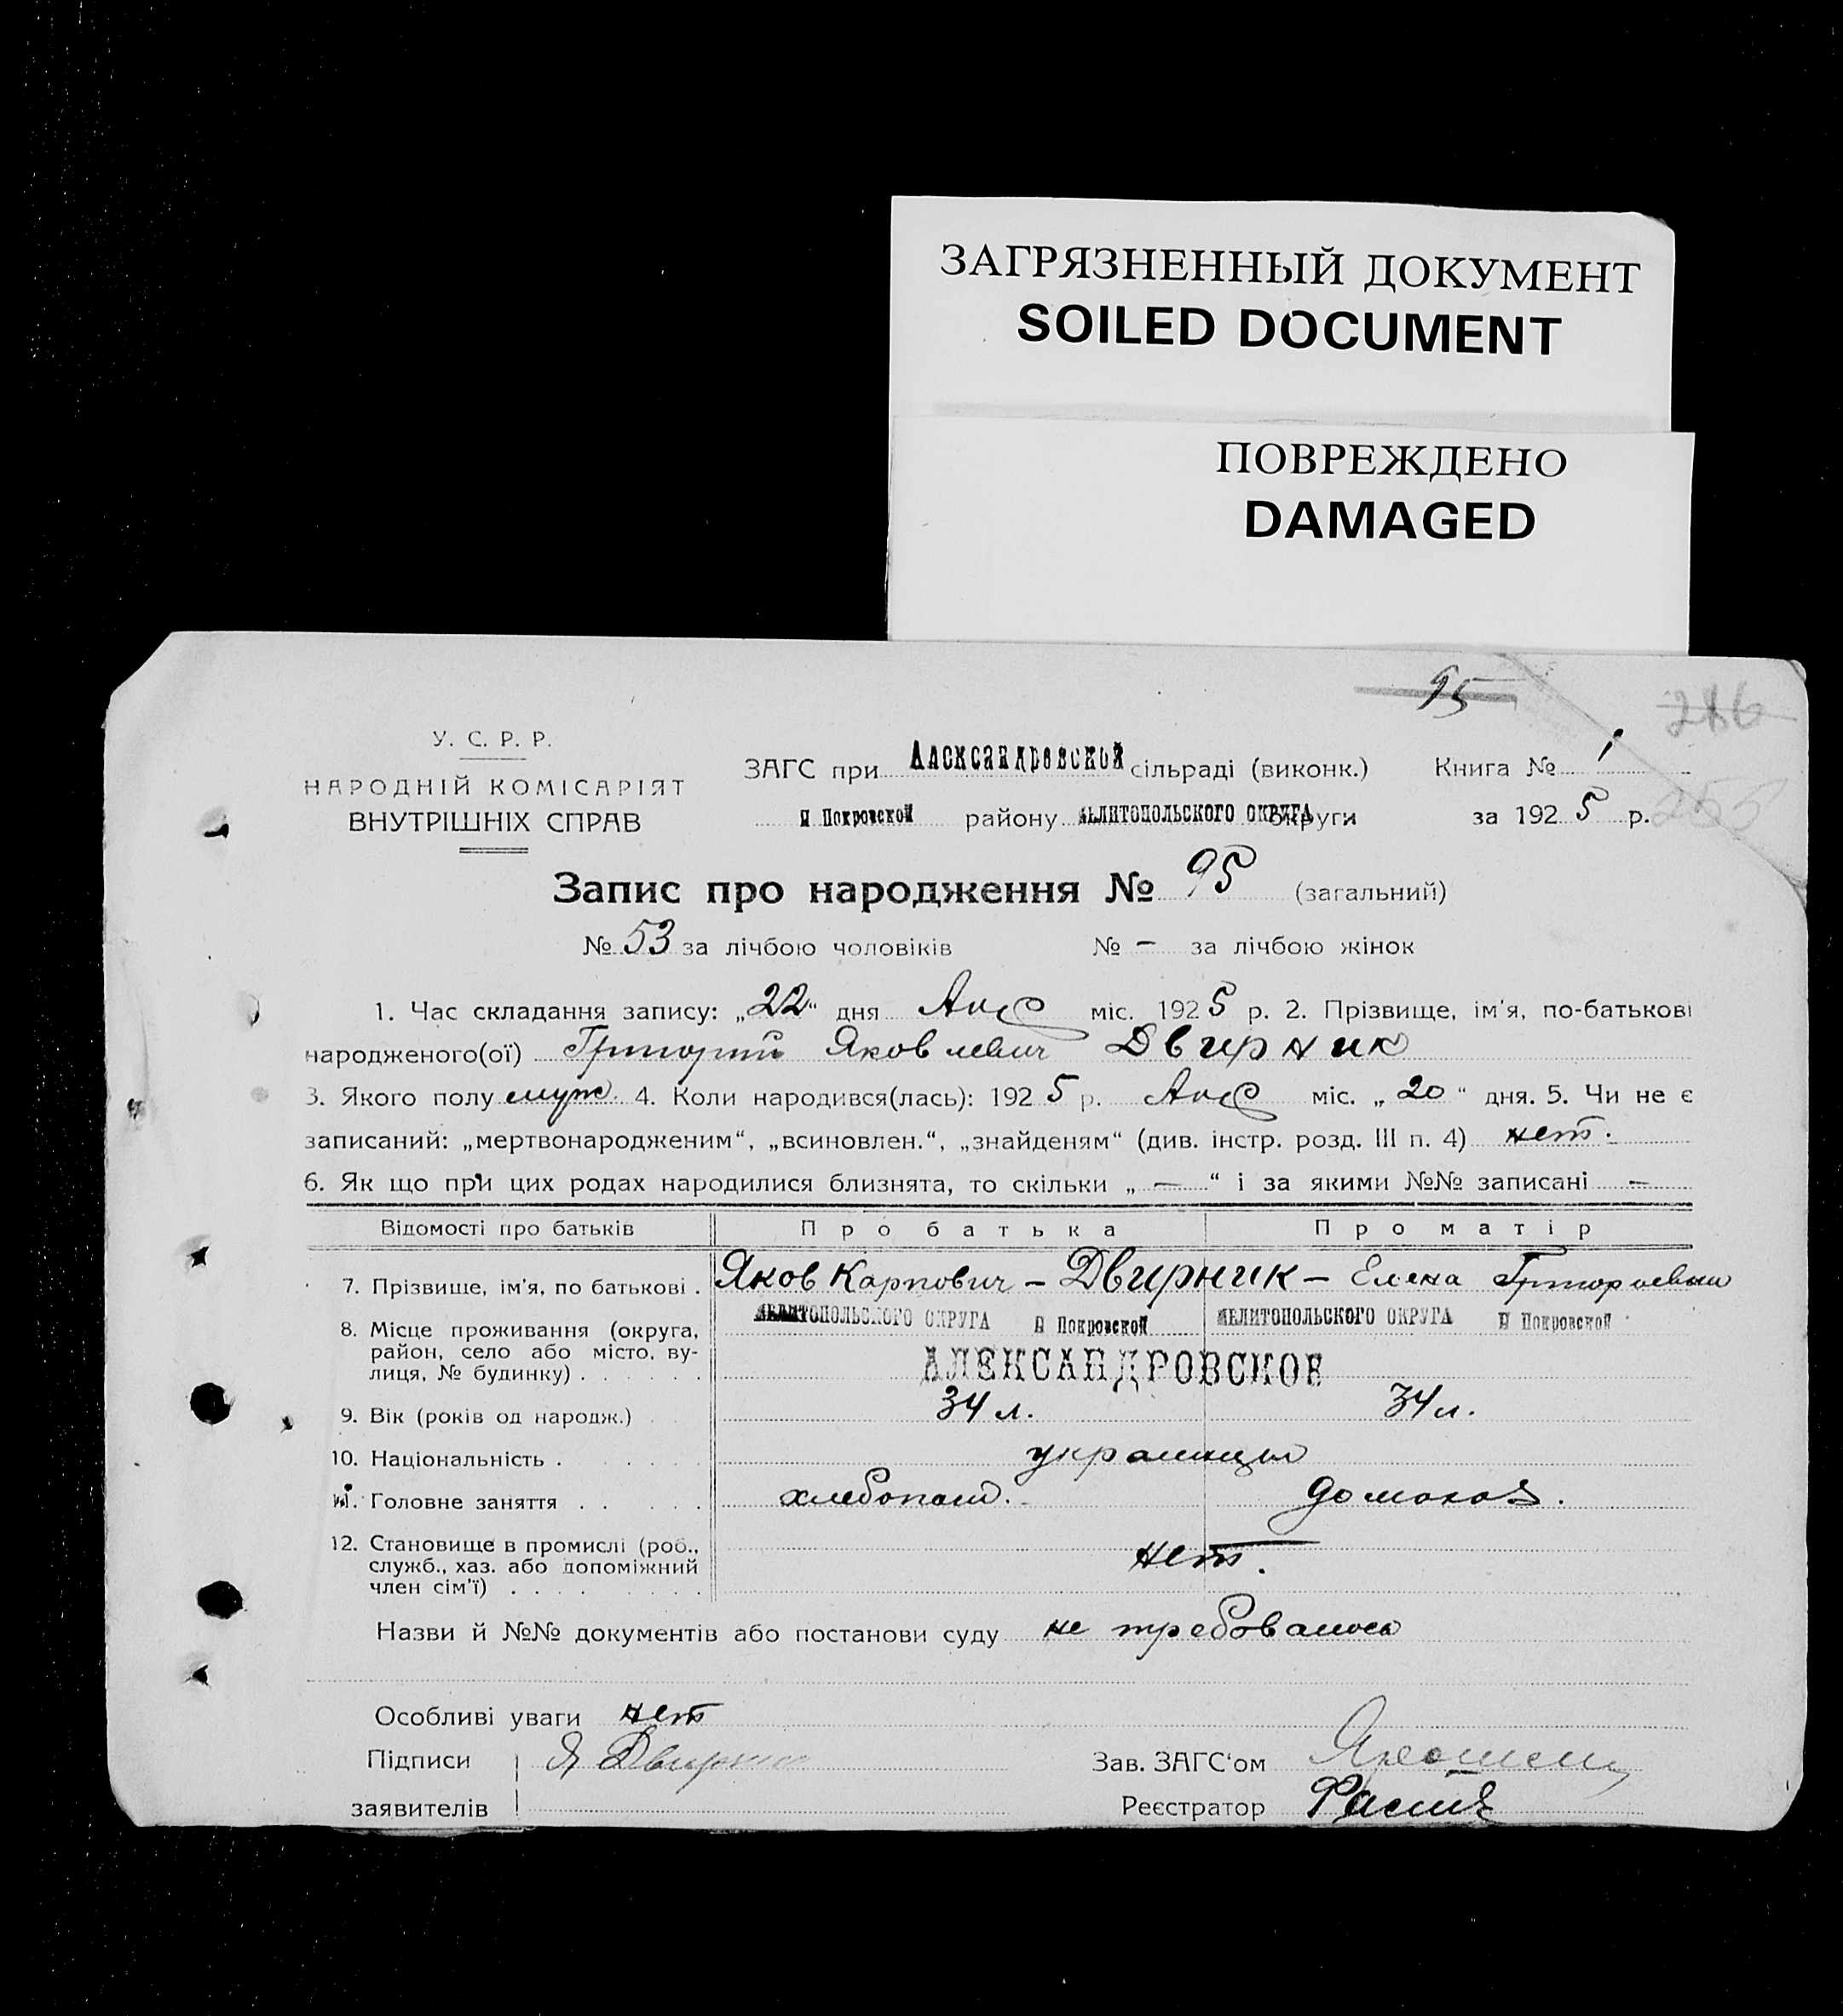 ЗАГРЯЗНЕННЫЙ ДОКУМЕНТ
SOILED DOCUMENT
ПОВРЕЖДЕНО
DAMAGED
95
У. С. Р. Р.
НАРОДНІЙ КОМІСАРІЯТ
ВНУТРІШНІХ СПРАВ
ЗАГС при Александровской сільраді (виконк.) Книга № 1
П Покровской району МЕЛИТОПОЛЬСКОГО ОКРУГА округи за 1925 р.
Запис про народження № 95 (загальний)
№ 53 за лічбою чоловіків № — за лічбою жінок
1. Час складання запису: „22“ дня міс. 1925 р. 2. Прізвище, ім'я, по-батькові
народженого(ої) Григорий Яковлевич Двирник
3. Якого полу муж. 4. Коли народився(лась): 1925 р. міс. „20“ дня. 5. Чи не є
записаний: „мертвонародженим“, „всиновлен.“, „знайденям“ (див. інстр. розд. III п. 4) нет.
6. Як що при цих родах народилися близнята, то скільки „ — “ і за якими №№ записані —
Відомості про батьків Про батька Про матір
7. Прізвище, ім'я, по батькові . Яков Карпович – Двирник – Елена
8. Місце проживання (округа, район, село або місто, вулиця, № будинку) . . . . . . МЕЛИТОПОЛЬСКОГО ОКРУГА П Покровской МЕЛИТОПОЛЬСКОГО ОКРУГА П Покровской
АЛЕКСАНДРОВСКОЕ
9. Вік (років од народж.) 34 л. 34 л.
10. Національність . . . . . . украинцы
11. Головне заняття . . . . . хлебопаш. домохоз.
12. Становище в промислі (роб., служб., хаз. або допоміжний член сім'ї) . . . . . . . нет.
Назви й №№ документів або постанови суду не требовалось
Особливі уваги нет
Підписи Я Двирник Зав. ЗАГС'ом
заявителів Реєстратор